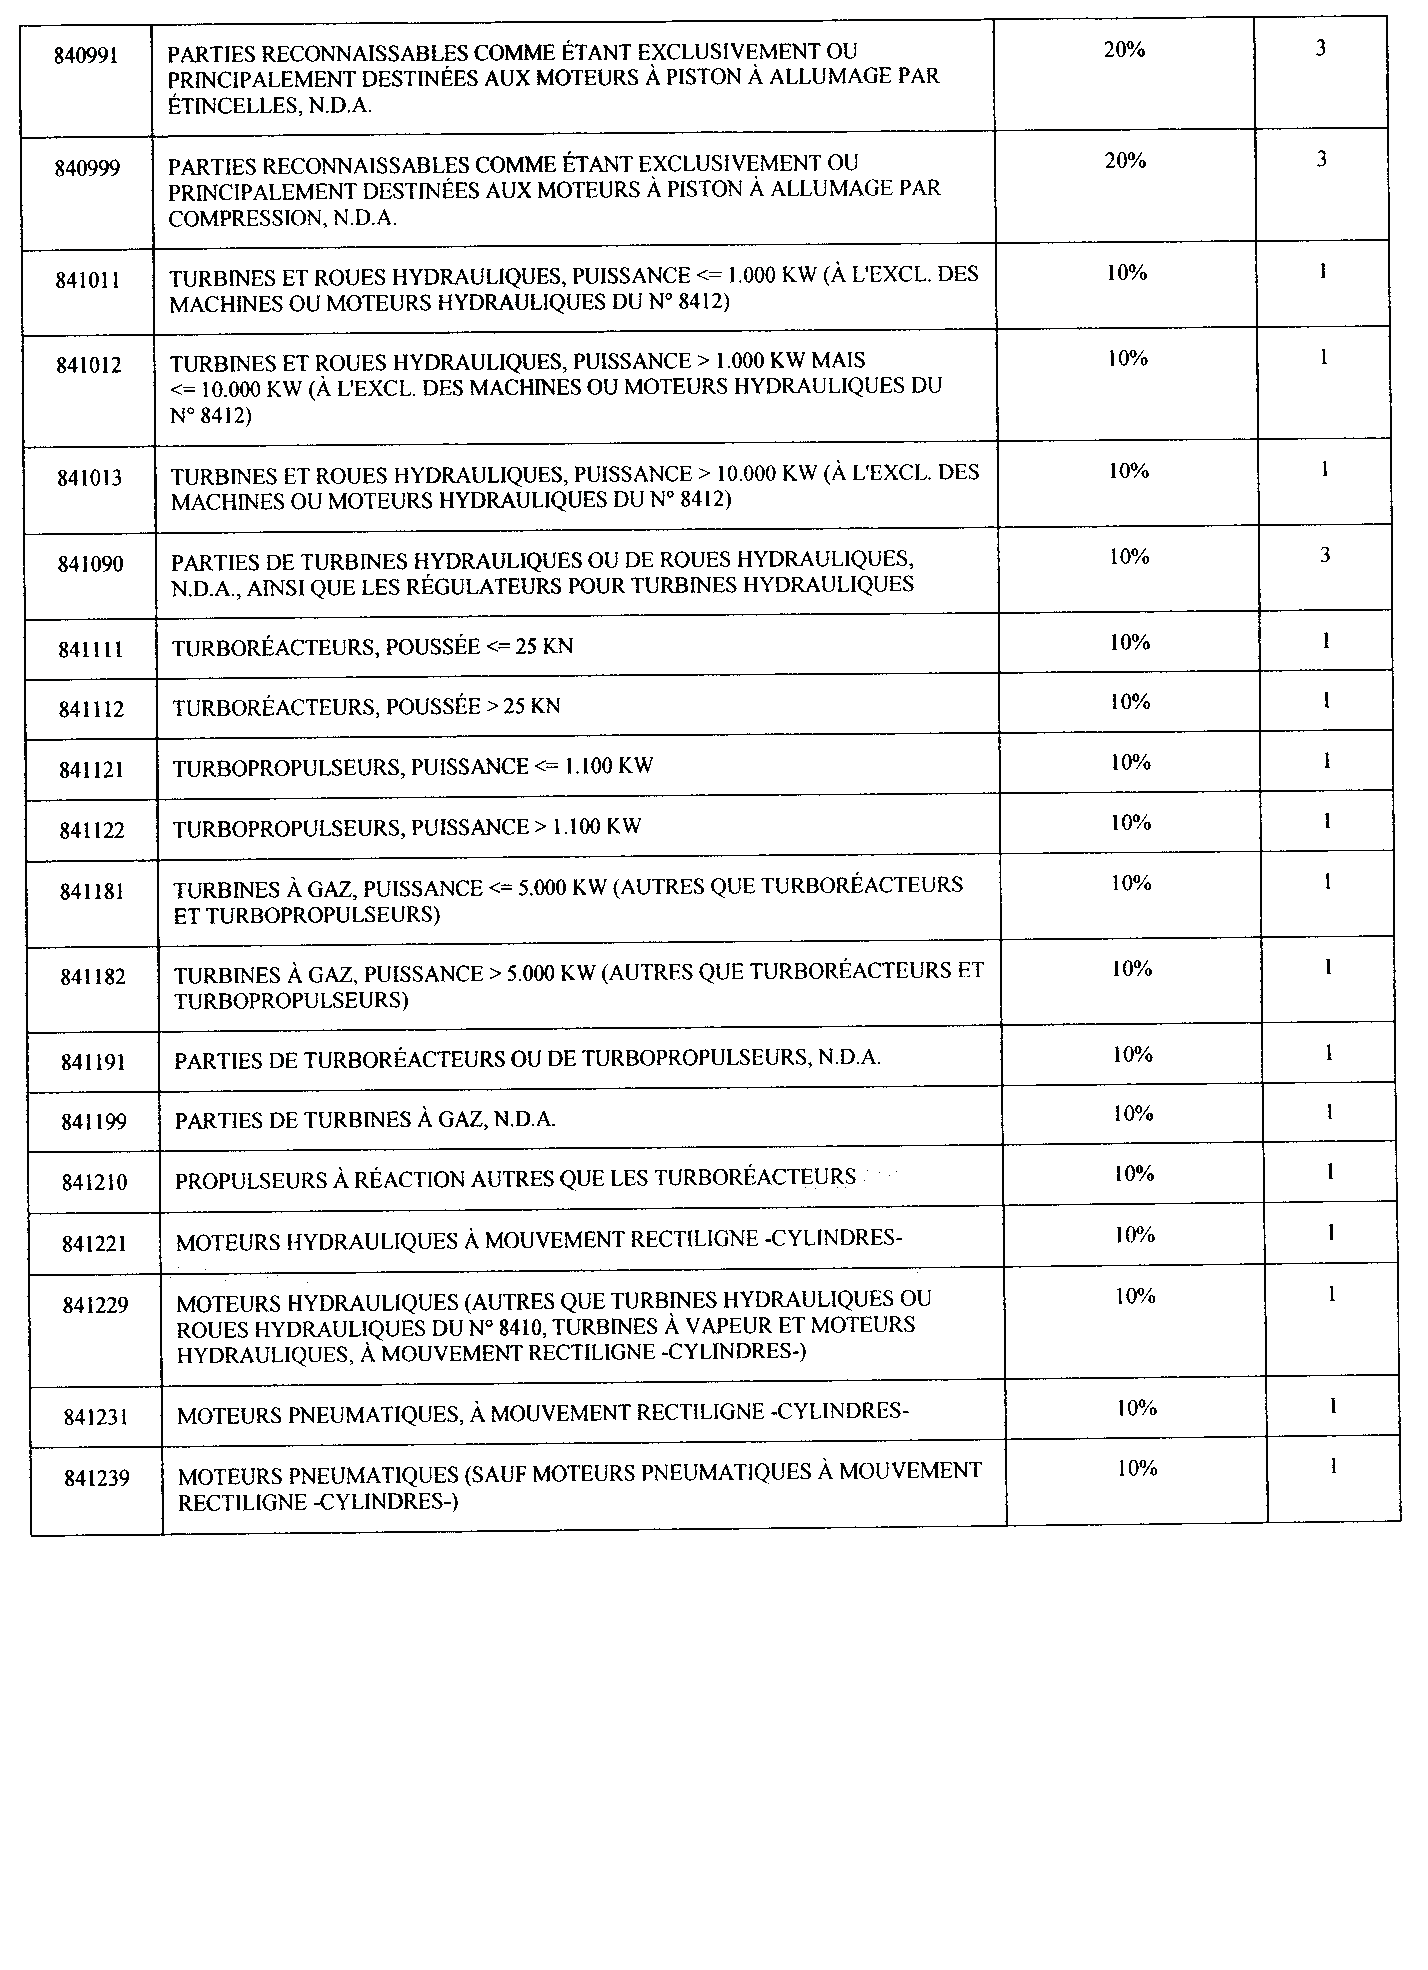 840991 PARTIES RECONNAISSABLES COMME ÉTANT EXCLUSIVEMENT OU 20% 3
PRINCIPALEMENT DESTINÉES AUX MOTEURS À PISTON À ALLUMAGE PAR
ÉTINCELLES, N.D.A.
840999 PARTIES RECONNAISSABLES COMME ÉTANT EXCLUSIVEMENT OU 20% 3
PRINCIPALEMENT DESTINÉES AUX MOTEURS À PISTON À ALLUMAGE PAR
COMPRESSION, N.D.A.
841011 TURBINES ET ROUES HYDRAULIQUES, PUISSANCE <= 1.000 KW (À L'EXCL. DES 10% 1
MACHINES OU MOTEURS HYDRAULIQUES DU N° 8412)
841012 TURBINES ET ROUES HYDRAULIQUES, PUISSANCE > 1.000 KW MAIS 10% 1
<= 10.000 KW (À L'EXCL. DES MACHINES OU MOTEURS HYDRAULIQUES DU
N° 8412)
841013 TURBINES ET ROUES HYDRAULIQUES, PUISSANCE > 10.000 KW (À L'EXCL. DES 10% 1
MACHINES OU MOTEURS HYDRAULIQUES DU N° 8412)
841090 PARTIES DE TURBINES HYDRAULIQUES OU DE ROUES HYDRAULIQUES, 10% 3
N.D.A., AINSI QUE LES RÉGULATEURS POUR TURBINES HYDRAULIQUES
841111 TURBORÉACTEURS, POUSSÉE <= 25 KN 10% 1
841112 TURBORÉACTEURS, POUSSÉE > 25 KN 10% 1
841121 TURBOPROPULSEURS, PUISSANCE <= 1.100 KW 10% 1
841122 TURBOPROPULSEURS, PUISSANCE > 1.100 KW 10% 1
841181 TURBINES À GAZ, PUISSANCE <= 5.000 KW (AUTRES QUE TURBORÉACTEURS 10% 1
ET TURBOPROPULSEURS)
841182 TURBINES À GAZ, PUISSANCE > 5.000 KW (AUTRES QUE TURBORÉACTEURS ET 10% 1
TURBOPROPULSEURS)
841191 PARTIES DE TURBORÉACTEURS OU DE TURBOPROPULSEURS, N.D.A. 10% 1
841199 PARTIES DE TURBINES À GAZ, N.D.A. 10% 1
841210 PROPULSEURS À RÉACTION AUTRES QUE LES TURBORÉACTEURS 10% 1
841221 MOTEURS HYDRAULIQUES À MOUVEMENT RECTILIGNE -CYLINDRES- 10% 1
841229 MOTEURS HYDRAULIQUES (AUTRES QUE TURBINES HYDRAULIQUES OU 10% 1
ROUES HYDRAULIQUES DU N° 8410, TURBINES À VAPEUR ET MOTEURS
HYDRAULIQUES, À MOUVEMENT RECTILIGNE -CYLINDRES-)
841231 MOTEURS PNEUMATIQUES, À MOUVEMENT RECTILIGNE -CYLINDRES- 10% 1
841239 MOTEURS PNEUMATIQUES (SAUF MOTEURS PNEUMATIQUES À MOUVEMENT 10% 1
RECTILIGNE -CYLINDRES-)